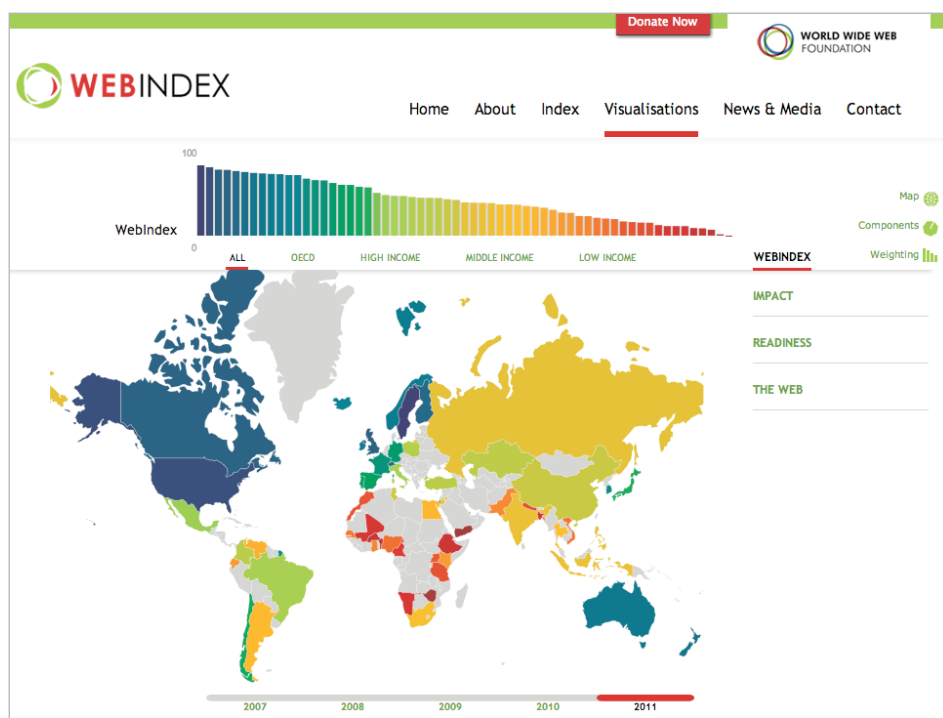 Donate Now
WORLD WIDE WEB
FOUNDATION
WEBINDEX
Home About Index Visualisations News & Media Contact
100
WebIndex
0
Map
Components
Weighting
ALL OECD HIGH INCOME MIDDLE INCOME LOW INCOME
WEBINDEX
IMPACT
READINESS
THE WEB
2007 2008 2009 2010 2011